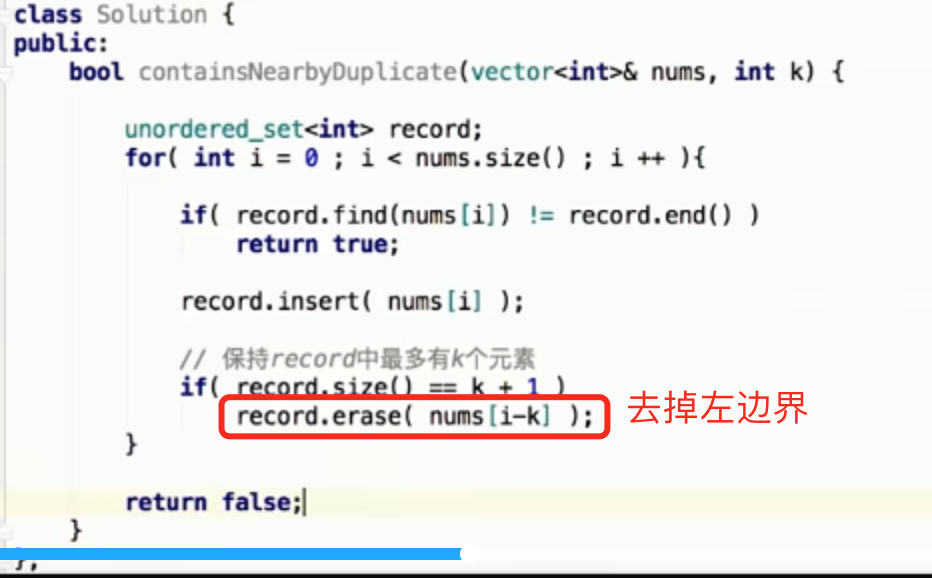 class Solution {
public:
bool containsNearbyDuplicate(vector<int>& nums, int k) {
unordered_set<int> record;
for( int i = 0 ; i < nums.size() ; i ++ ){
if( record.find(nums[i]) != record.end() )
return true;
record.insert( nums[i] );
// 保持record中最多有k个元素
if( record.size() == k + 1 )
record.erase( nums[i-k] ); 去掉左边界
}
return false;
}
};